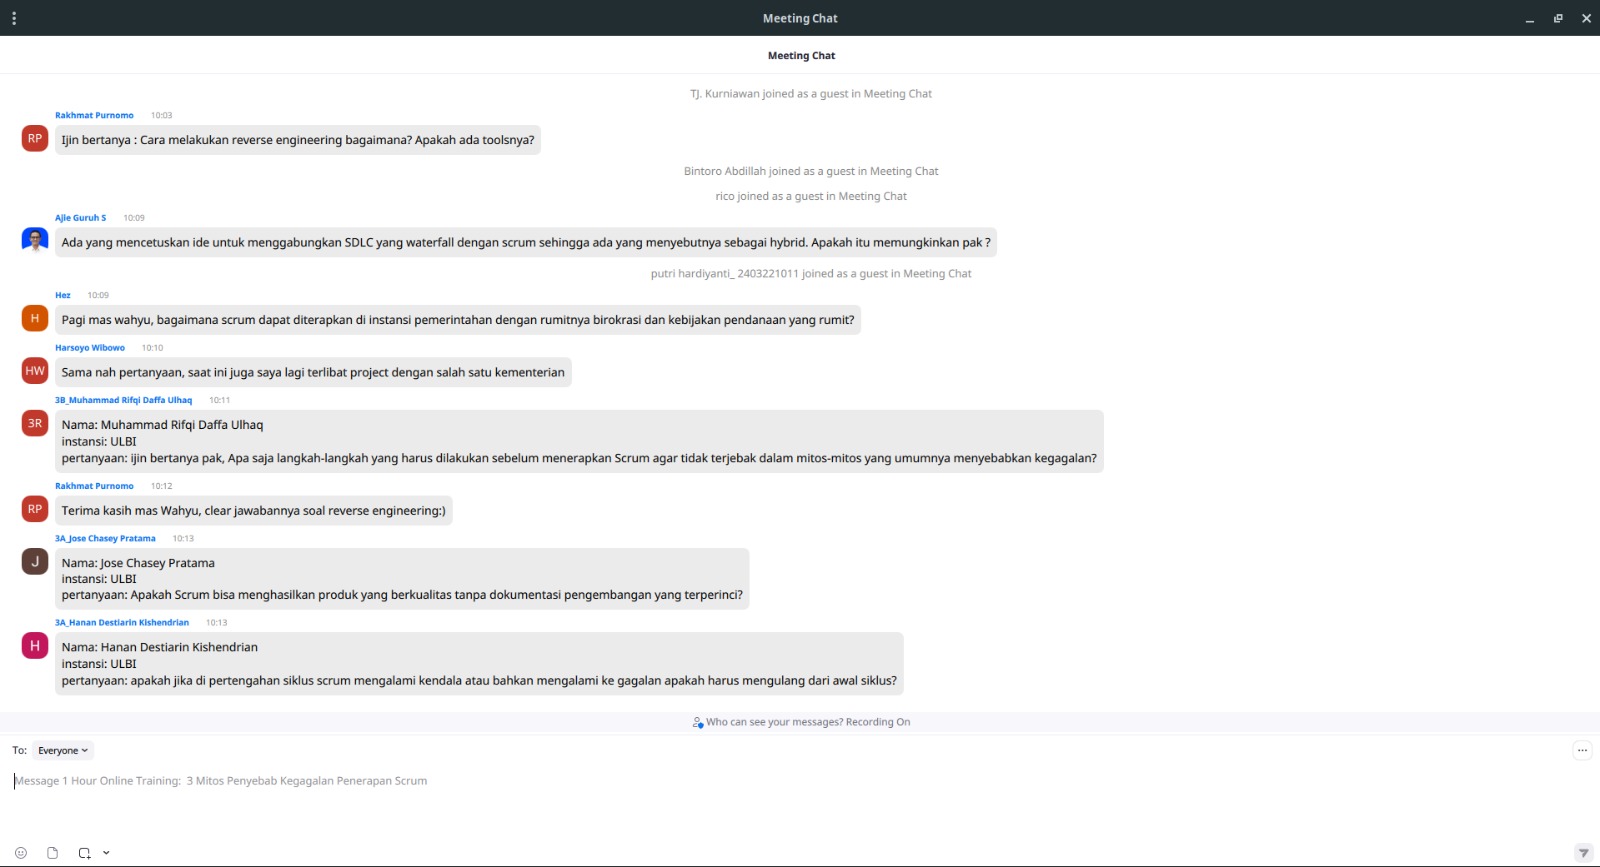 Meeting Chat
Meeting Chat
TJ. Kurniawan joined as a guest in Meeting Chat
Rakhmat Purnomo 10:03
RP
Ijin bertanya : Cara melakukan reverse engineering bagaimana? Apakah ada toolsnya?
Bintoro Abdillah joined as a guest in Meeting Chat
rico joined as a guest in Meeting Chat
Ajie Guruh S 10:09
Ada yang mencetuskan ide untuk menggabungkan SDLC yang waterfall dengan scrum sehingga ada yang menyebutnya sebagai hybrid. Apakah itu memungkinkan pak ?
putri hardiyanti_ 2403221011 joined as a guest in Meeting Chat
Hez 10:09
H
Pagi mas wahyu, bagaimana scrum dapat diterapkan di instansi pemerintahan dengan rumitnya birokrasi dan kebijakan pendanaan yang rumit?
Harsoyo Wibowo 10:10
HW
Sama nah pertanyaan, saat ini juga saya lagi terlibat project dengan salah satu kementerian
3B_Muhammad Rifqi Daffa Ulhaq 10:11
3R
Nama: Muhammad Rifqi Daffa Ulhaq
instansi: ULBI
pertanyaan: ijin bertanya pak, Apa saja langkah-langkah yang harus dilakukan sebelum menerapkan Scrum agar tidak terjebak dalam mitos-mitos yang umumnya menyebabkan kegagalan?
Rakhmat Purnomo 10:12
RP
Terima kasih mas Wahyu, clear jawabannya soal reverse engineering:)
3A_Jose Chasey Pratama 10:13
J
Nama: Jose Chasey Pratama
instansi: ULBI
pertanyaan: Apakah Scrum bisa menghasilkan produk yang berkualitas tanpa dokumentasi pengembangan yang terperinci?
3A_Hanan Destiarin Kishendrian 10:13
H
Nama: Hanan Destiarin Kishendrian
instansi: ULBI
pertanyaan: apakah jika di pertengahan siklus scrum mengalami kendala atau bahkan mengalami ke gagalan apakah harus mengulang dari awal siklus?
Who can see your messages? Recording On
To: Everyone
Message 1 Hour Online Training: 3 Mitos Penyebab Kegagalan Penerapan Scrum